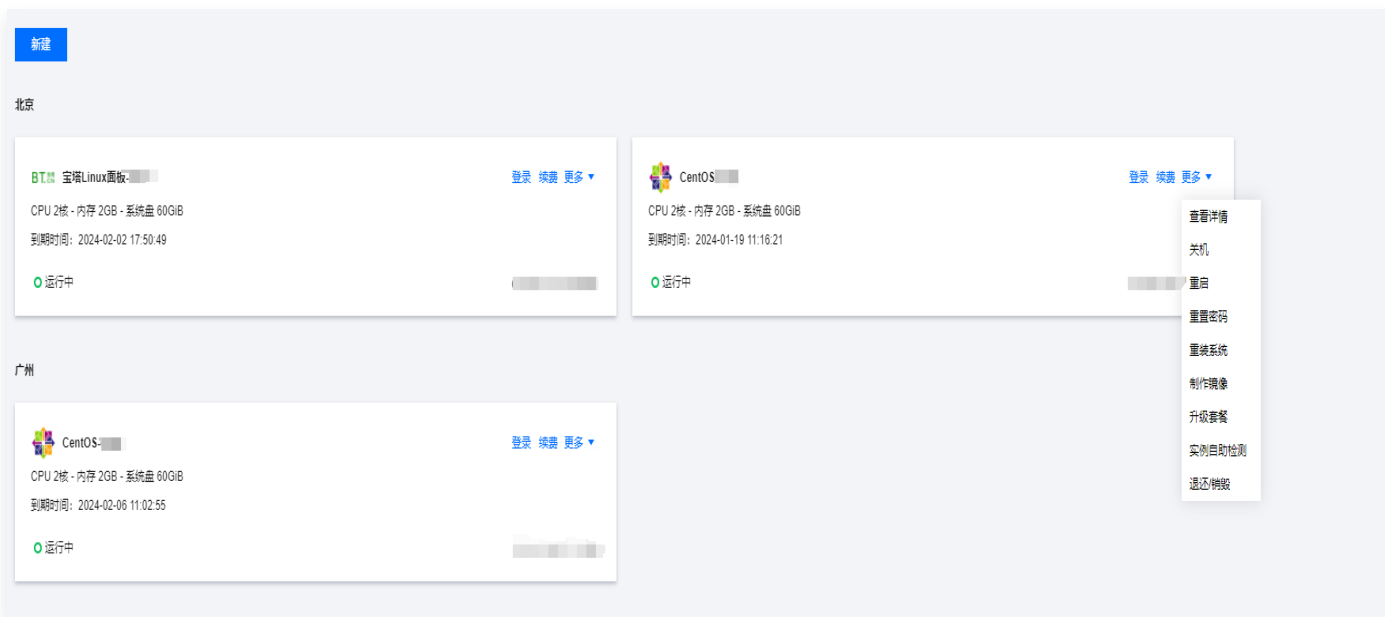 新建
北京
BT. 宝塔Linux面板-
登录 续费 更多
CPU 2核 - 内存 2GB - 系统盘 60GiB
到期时间：2024-02-02 17:50:49
运行中
CentOS
登录 续费 更多
CPU 2核 - 内存 2GB - 系统盘 60GiB
到期时间：2024-01-19 11:16:21
运行中
查看详情
关机
重启
重置密码
重装系统
制作镜像
升级套餐
实例自助检测
退还/销毁
广州
CentOS-
登录 续费 更多
CPU 2核 - 内存 2GB - 系统盘 60GiB
到期时间：2024-02-06 11:02:55
运行中